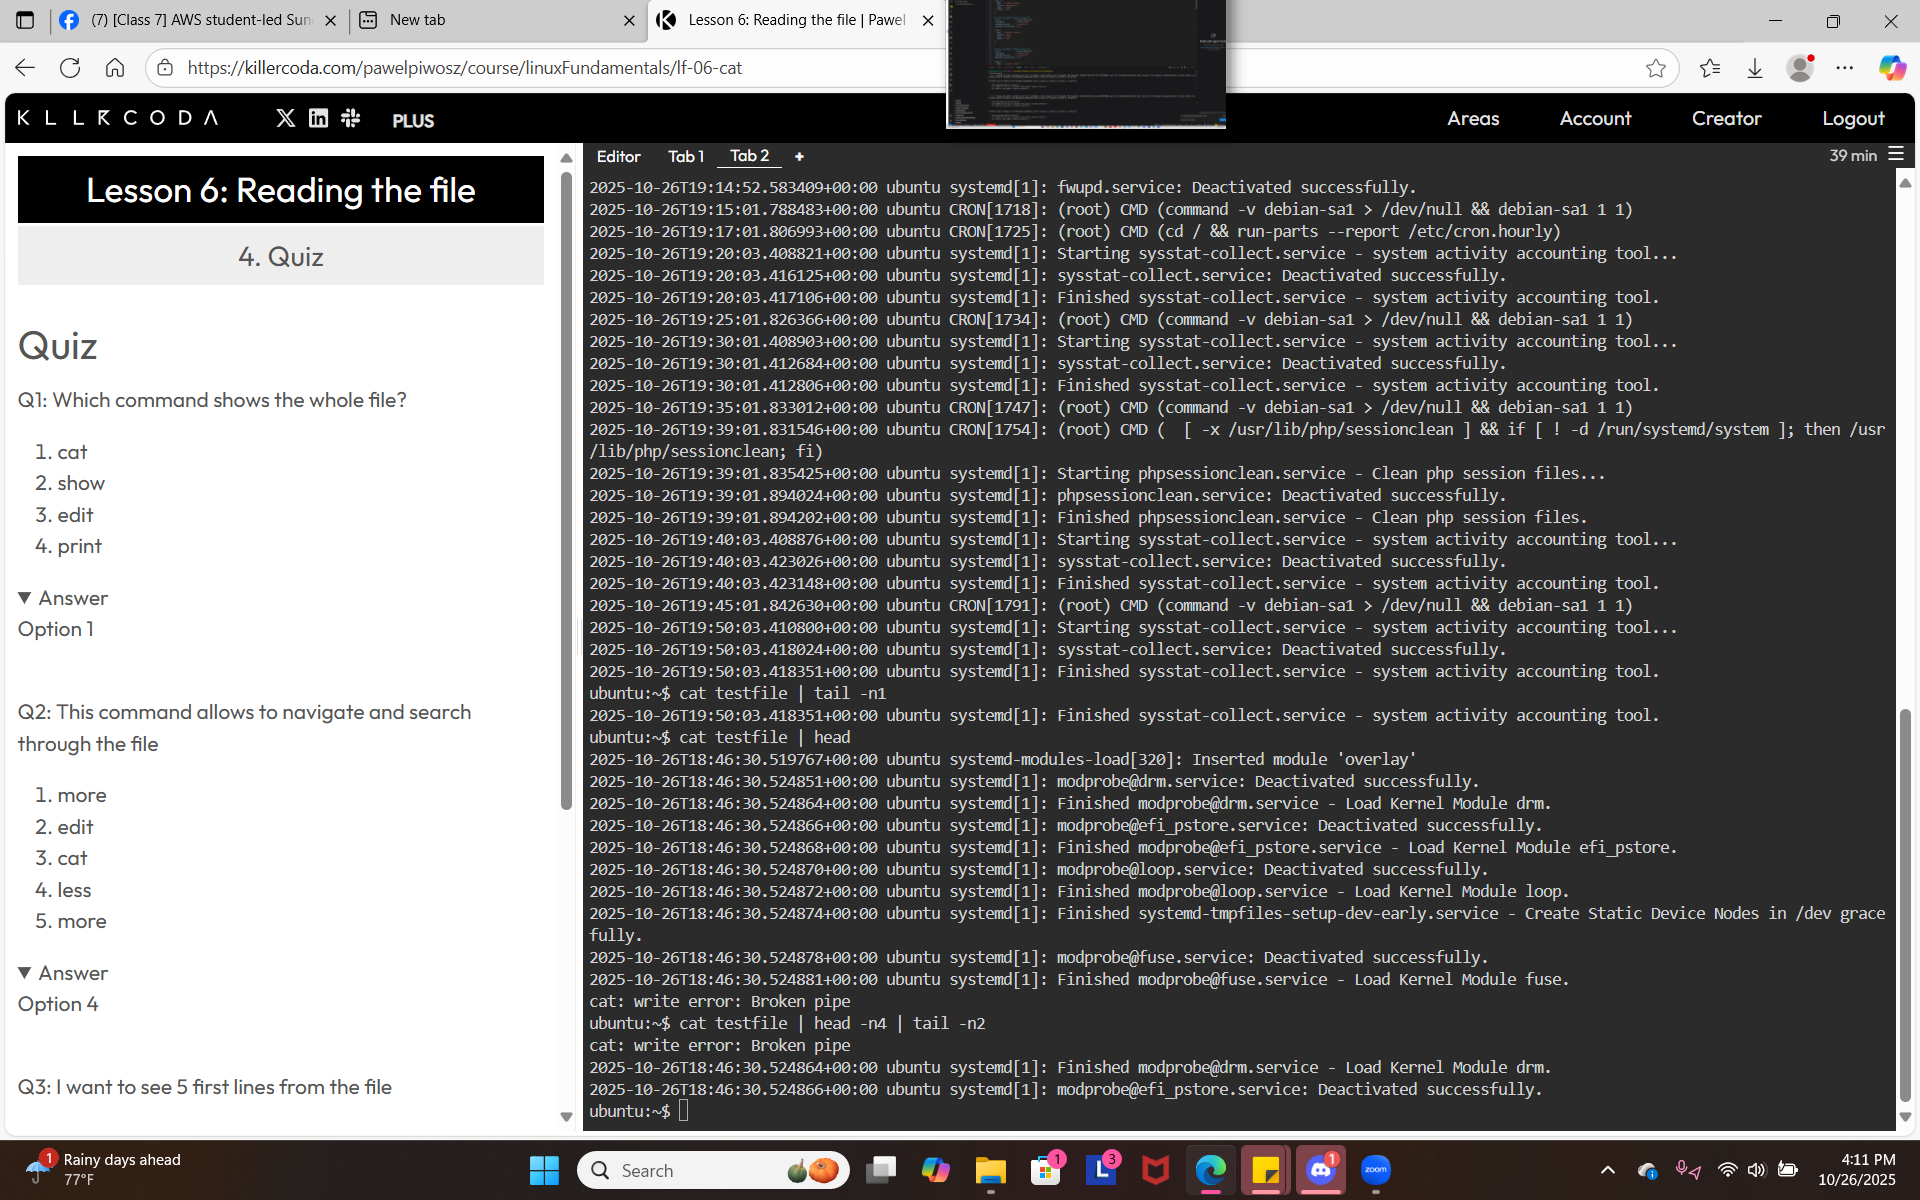 (7) [Class 7] AWS student-led Sun
New tab
Lesson 6: Reading the file | Pawel
https://killercoda.com/pawelpiwosz/course/linuxFundamentals/lf-06-cat
KILLERCODA
PLUS
Areas
Account
Creator
Logout
Lesson 6: Reading the file
4. Quiz
Quiz
Q1: Which command shows the whole file?
1. cat
2. show
3. edit
4. print
▼ Answer
Option 1
Q2: This command allows to navigate and search
through the file
1. more
2. edit
3. cat
4. less
5. more
▼ Answer
Option 4
Q3: I want to see 5 first lines from the file
Editor Tab 1 Tab 2 +
39 min
2025-10-26T19:14:52.583409+00:00 ubuntu systemd[1]: fwupd.service: Deactivated successfully.
2025-10-26T19:15:01.788483+00:00 ubuntu CRON[1718]: (root) CMD (command -v debian-sa1 > /dev/null && debian-sa1 1 1)
2025-10-26T19:17:01.806993+00:00 ubuntu CRON[1725]: (root) CMD (cd / && run-parts --report /etc/cron.hourly)
2025-10-26T19:20:03.408821+00:00 ubuntu systemd[1]: Starting sysstat-collect.service - system activity accounting tool...
2025-10-26T19:20:03.416125+00:00 ubuntu systemd[1]: sysstat-collect.service: Deactivated successfully.
2025-10-26T19:20:03.417106+00:00 ubuntu systemd[1]: Finished sysstat-collect.service - system activity accounting tool.
2025-10-26T19:25:01.826366+00:00 ubuntu CRON[1734]: (root) CMD (command -v debian-sa1 > /dev/null && debian-sa1 1 1)
2025-10-26T19:30:01.408903+00:00 ubuntu systemd[1]: Starting sysstat-collect.service - system activity accounting tool...
2025-10-26T19:30:01.412684+00:00 ubuntu systemd[1]: sysstat-collect.service: Deactivated successfully.
2025-10-26T19:30:01.412806+00:00 ubuntu systemd[1]: Finished sysstat-collect.service - system activity accounting tool.
2025-10-26T19:35:01.833012+00:00 ubuntu CRON[1747]: (root) CMD (command -v debian-sa1 > /dev/null && debian-sa1 1 1)
2025-10-26T19:39:01.831546+00:00 ubuntu CRON[1754]: (root) CMD (  [ -x /usr/lib/php/sessionclean ] && if [ ! -d /run/systemd/system ]; then /usr
/lib/php/sessionclean; fi)
2025-10-26T19:39:01.835425+00:00 ubuntu systemd[1]: Starting phpsessionclean.service - Clean php session files...
2025-10-26T19:39:01.894024+00:00 ubuntu systemd[1]: phpsessionclean.service: Deactivated successfully.
2025-10-26T19:39:01.894202+00:00 ubuntu systemd[1]: Finished phpsessionclean.service - Clean php session files.
2025-10-26T19:40:03.408876+00:00 ubuntu systemd[1]: Starting sysstat-collect.service - system activity accounting tool...
2025-10-26T19:40:03.423026+00:00 ubuntu systemd[1]: sysstat-collect.service: Deactivated successfully.
2025-10-26T19:40:03.423148+00:00 ubuntu systemd[1]: Finished sysstat-collect.service - system activity accounting tool.
2025-10-26T19:45:01.842630+00:00 ubuntu CRON[1791]: (root) CMD (command -v debian-sa1 > /dev/null && debian-sa1 1 1)
2025-10-26T19:50:03.410800+00:00 ubuntu systemd[1]: Starting sysstat-collect.service - system activity accounting tool...
2025-10-26T19:50:03.418024+00:00 ubuntu systemd[1]: sysstat-collect.service: Deactivated successfully.
2025-10-26T19:50:03.418351+00:00 ubuntu systemd[1]: Finished sysstat-collect.service - system activity accounting tool.
ubuntu:~$ cat testfile | tail -n1
2025-10-26T19:50:03.418351+00:00 ubuntu systemd[1]: Finished sysstat-collect.service - system activity accounting tool.
ubuntu:~$ cat testfile | head
2025-10-26T18:46:30.519767+00:00 ubuntu systemd-modules-load[320]: Inserted module 'overlay'
2025-10-26T18:46:30.524851+00:00 ubuntu systemd[1]: modprobe@drm.service: Deactivated successfully.
2025-10-26T18:46:30.524864+00:00 ubuntu systemd[1]: Finished modprobe@drm.service - Load Kernel Module drm.
2025-10-26T18:46:30.524866+00:00 ubuntu systemd[1]: modprobe@efi_pstore.service: Deactivated successfully.
2025-10-26T18:46:30.524868+00:00 ubuntu systemd[1]: Finished modprobe@efi_pstore.service - Load Kernel Module efi_pstore.
2025-10-26T18:46:30.524870+00:00 ubuntu systemd[1]: modprobe@loop.service: Deactivated successfully.
2025-10-26T18:46:30.524872+00:00 ubuntu systemd[1]: Finished modprobe@loop.service - Load Kernel Module loop.
2025-10-26T18:46:30.524874+00:00 ubuntu systemd[1]: Finished systemd-tmpfiles-setup-dev-early.service - Create Static Device Nodes in /dev grace
fully.
2025-10-26T18:46:30.524878+00:00 ubuntu systemd[1]: modprobe@fuse.service: Deactivated successfully.
2025-10-26T18:46:30.524881+00:00 ubuntu systemd[1]: Finished modprobe@fuse.service - Load Kernel Module fuse.
cat: write error: Broken pipe
ubuntu:~$ cat testfile | head -n4 | tail -n2
cat: write error: Broken pipe
2025-10-26T18:46:30.524864+00:00 ubuntu systemd[1]: Finished modprobe@drm.service - Load Kernel Module drm.
2025-10-26T18:46:30.524866+00:00 ubuntu systemd[1]: modprobe@efi_pstore.service: Deactivated successfully.
ubuntu:~$
1
Rainy days ahead
77°F
Search
1
L
3
1
zoom
4:11 PM
10/26/2025